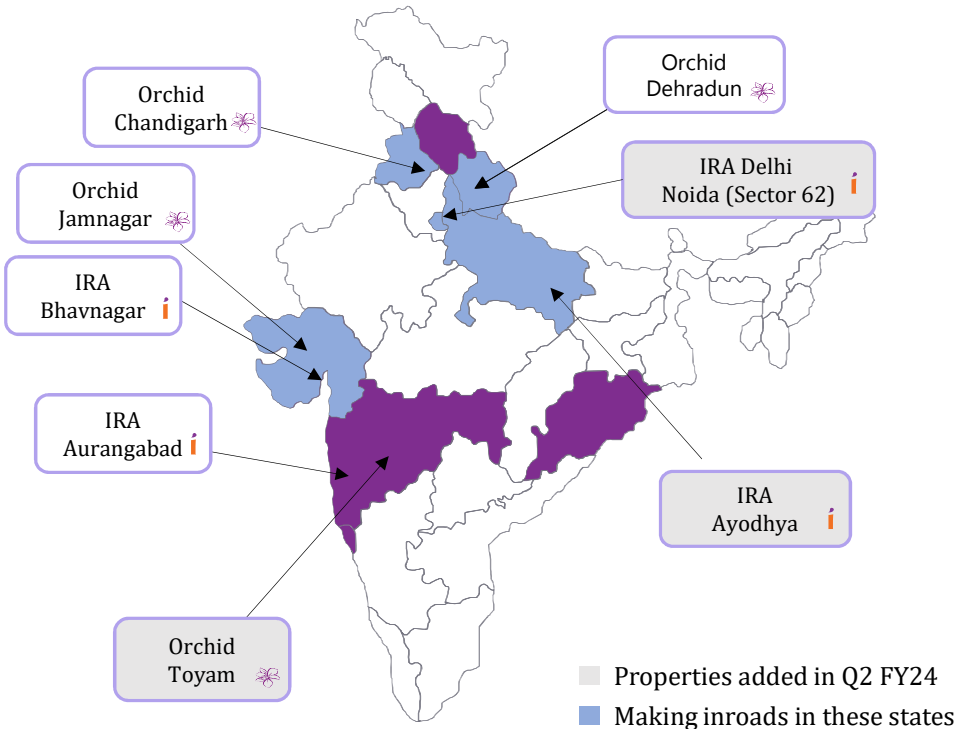 Orchid
Dehradun
Orchid
Chandigarh
IRA Delhi
Noida (Sector 62)
Orchid
Jamnagar
IRA
Bhavnagar
IRA
Aurangabad
IRA
Ayodhya
Orchid
Toyam
Properties added in Q2 FY24
Making inroads in these states